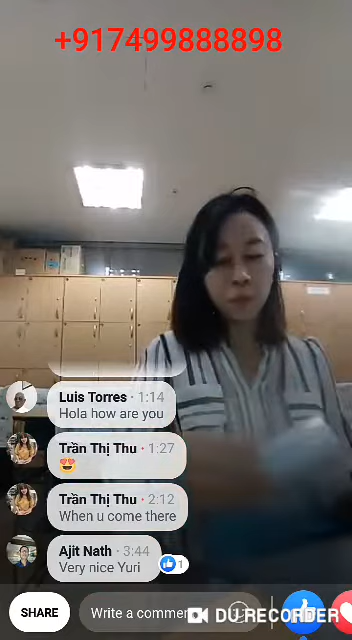 +917499888898
Luis Torres · 1:14
Hola how are you
Trần Thị Thu · 1:27
😍
Trần Thị Thu · 2:12
When u come there
Ajit Nath · 3:44
Very nice Yuri
1
SHARE
Write a commen
DU RECORDER